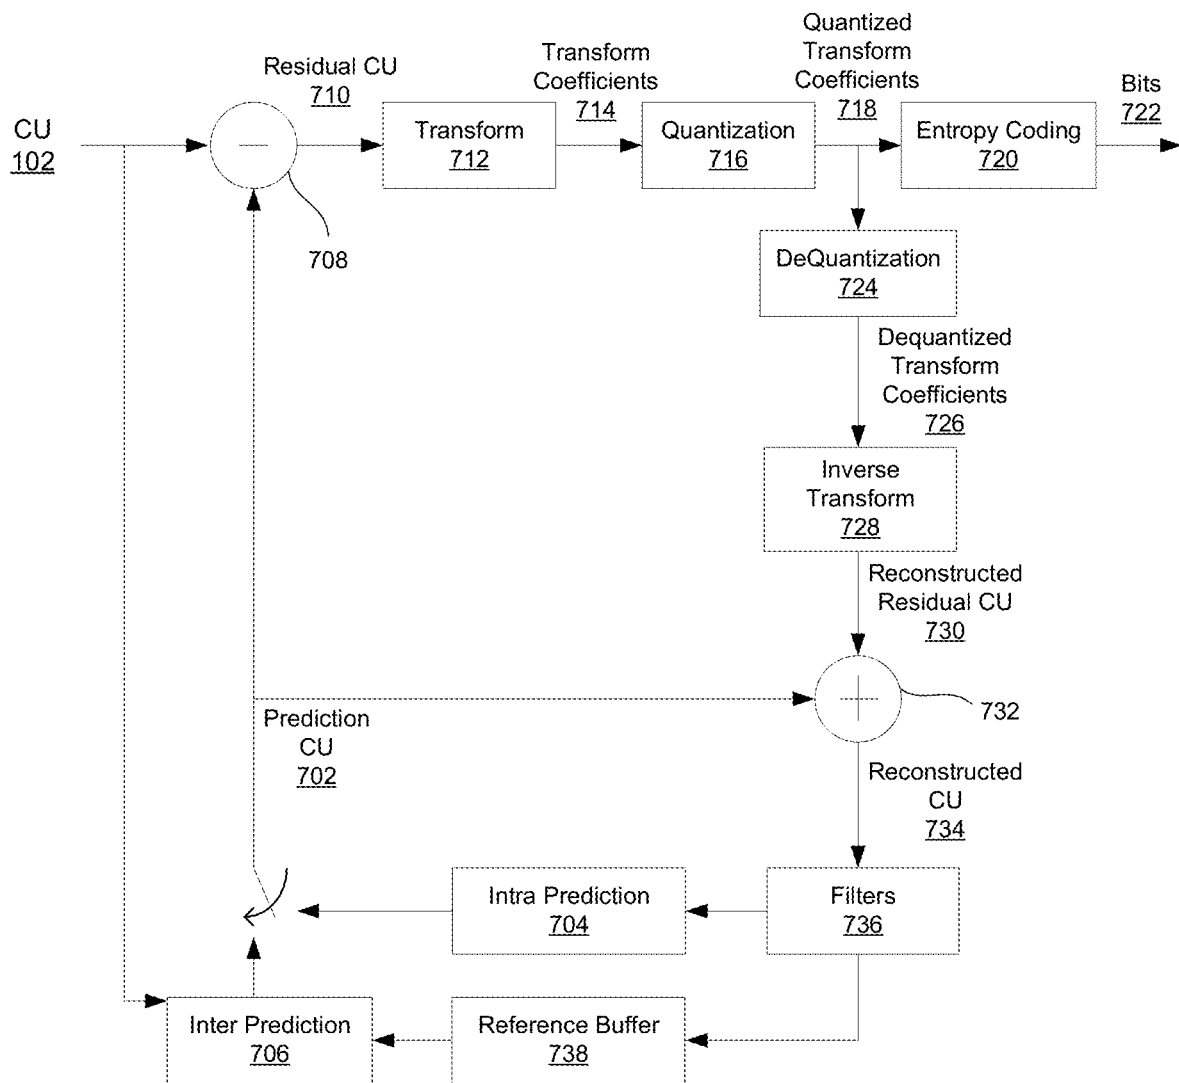 CU
102
Residual CU
710
708
Transform
712
Transform
Coefficients
714
Quantization
716
Quantized
Transform
Coefficients
718
Entropy Coding
720
Bits
722
DeQuantization
724
Dequantized
Transform
Coefficients
726
Inverse
Transform
728
Reconstructed
Residual CU
730
732
Prediction
CU
702
Reconstructed
CU
734
Intra Prediction
704
Filters
736
Inter Prediction
706
Reference Buffer
738